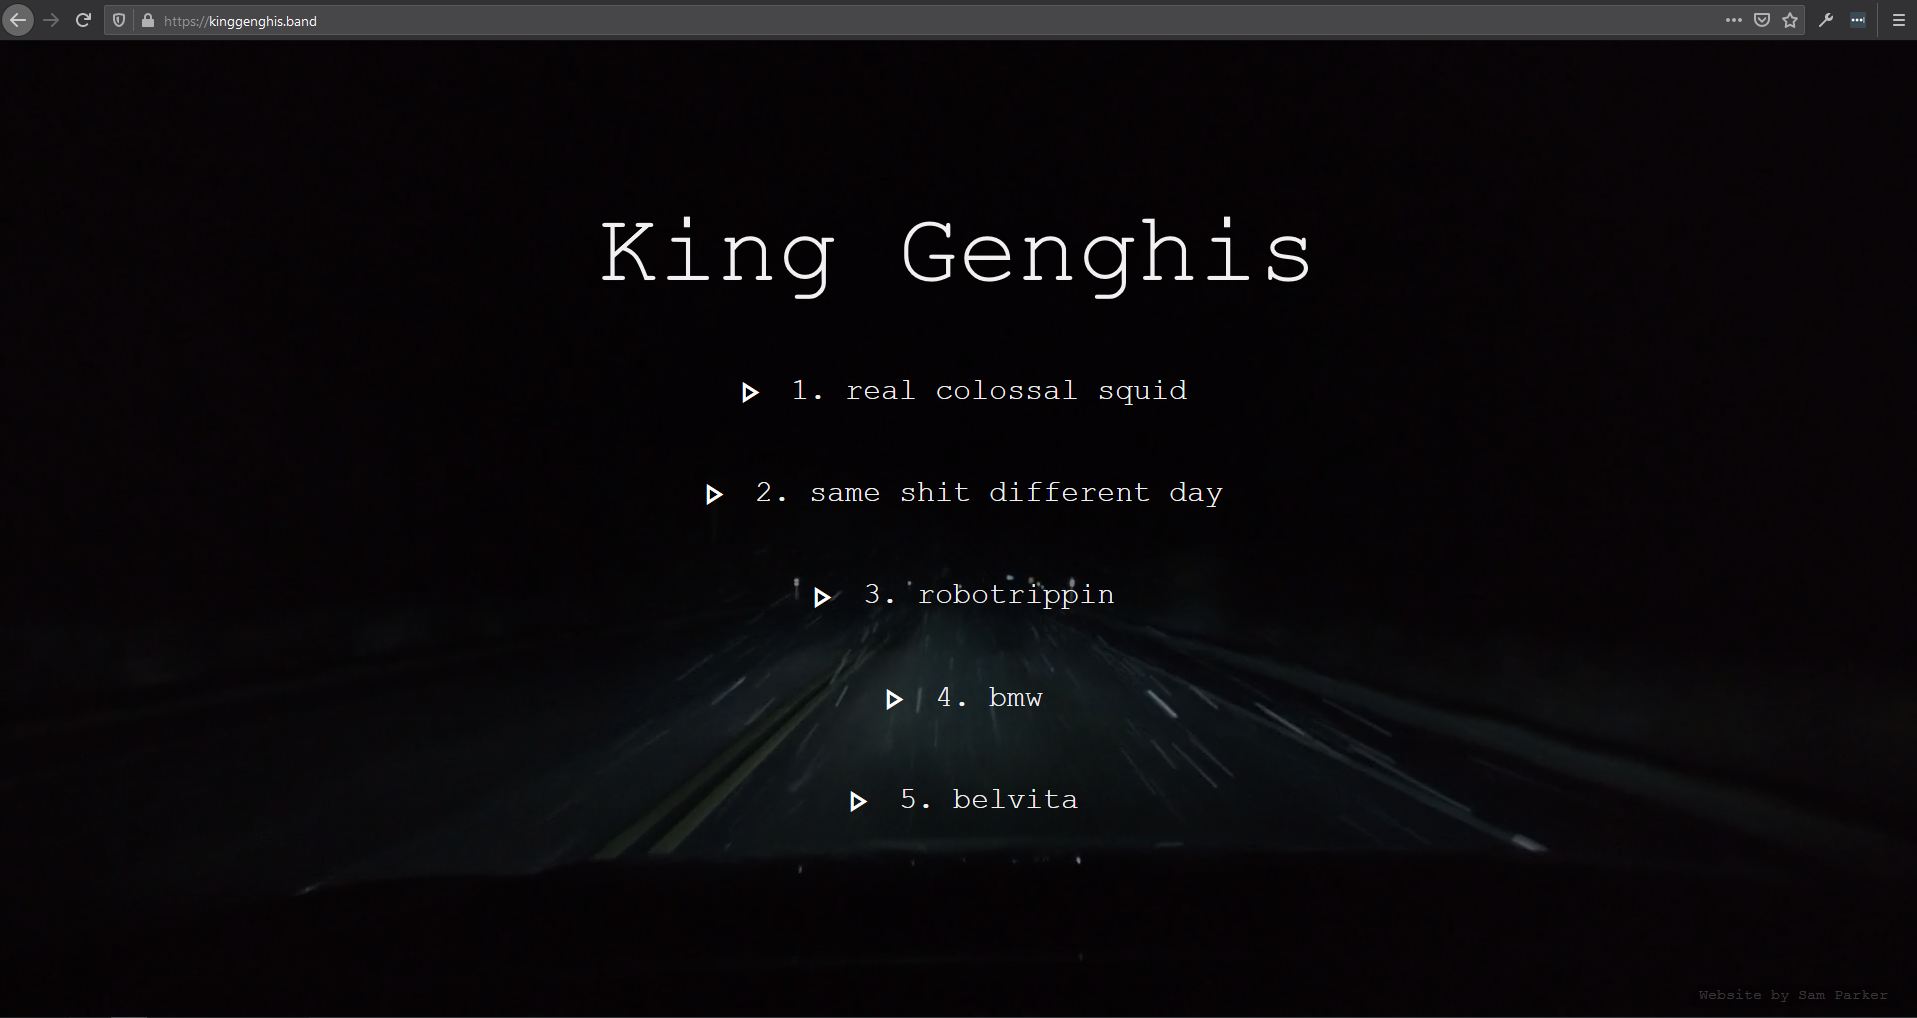 https://kinggenghis.band
King Genghis
1. real colossal squid
2. same shit different day
3. robotrippin
4. bmw
5. belvita
Website by Sam Parker